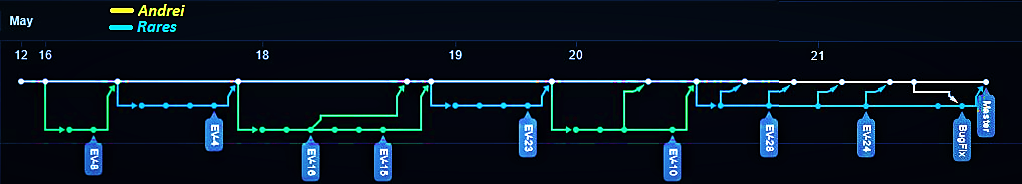 Andrei
May
Rares
12 16 18 19 20 21
EV-8
EV-4
EV-16
EV-15
EV-23
EV-10
EV-28
EV-24
BugFix
Master